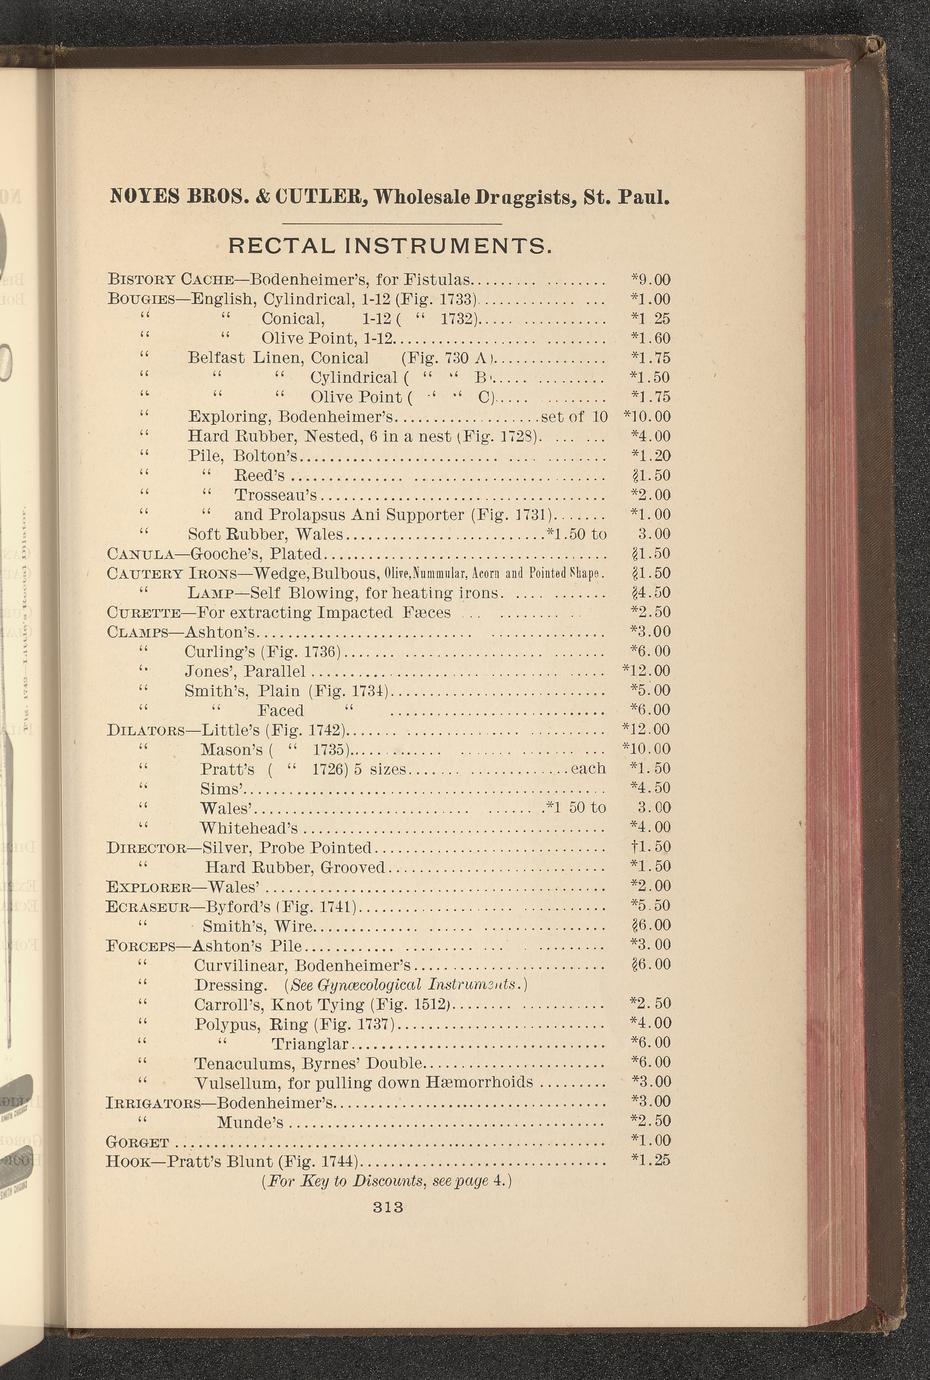 NOYES BROS. & CUTLER, Wholesale Druggists, St. Paul.
RECTAL INSTRUMENTS.
BISTORY CACHE—Bodenheimer's, for Fistulas......... ........ *9.00
BOUGIES—English, Cylindrical, 1-12 (Fig. 1733) ............ ... *1.00
“ “ Conical, 1-12 ( “ 1732)..... ........... *1 25
“ “ Olive Point, 1-12................... ........ *1.60
“ Belfast Linen, Conical (Fig. 730 A)............... *1.75
“ “ “ Cylindrical ( “ “ B ..... ......... *1.50
“ “ “ Olive Point ( “ “ C)..... ......... *1.75
“ Exploring, Bodenheimer's..................set of 10 *10.00
“ Hard Rubber, Nested, 6 in a nest (Fig. 1728). ... ... *4.00
“ Pile, Bolton's......................... .... ........ *1.20
“ “ Reed's .............. .......................... §1.50
“ “ Trosseau's.................................... *2.00
“ “ and Prolapsus Ani Supporter (Fig. 1731)....... *1.00
“ Soft Rubber, Wales.........................*1.50 to 3.00
CANULA—Gooche's, Plated.................................... §1.50
CAUTERY IRONS—Wedge, Bulbous, Olive, Nummular, Acorn and Pointed Shape. §1.50
“ LAMP—Self Blowing, for heating irons. .... ....... §4.50
CURETTE—For extracting Impacted Fæces ... ......... *2.50
CLAMPS—Ashton's........................... ............... *3.00
“ Curling's (Fig. 1736)....... ............... ........ *6.00
“ Jones', Parallel ............................... ..... *12.00
“ Smith's, Plain (Fig. 1734)........................... *5.00
“ “ Faced “ ........................... *6.00
DILATORS—Little's (Fig. 1742)....... ............. ......... *12.00
“ Mason's ( “ 1735)..... ...... ............... ... *10.00
“ Pratt's ( “ 1726) 5 sizes...... ... .............each *1.50
“ Sims'............................................. *4.50
“ Wales'........................... .......*1 50 to 3.00
“ Whitehead's ...................................... *4.00
DIRECTOR—Silver, Probe Pointed............................. †1.50
“ Hard Rubber, Grooved........................... *1.50
EXPLORER—Wales' ........................................... *2.00
ECRASEUR—Byford's (Fig. 1741)............................... *5 50
“ Smith's, Wire............. ...... ............... §6.00
FORCEPS—Ashton's Pile............ .......... ... ......... *3.00
“ Curvilinear, Bodenheimer's........................ §6.00
“ Dressing. (See Gynœcological Instruments.)
“ Carroll's, Knot Tying (Fig. 1512)........ ............ *2.50
“ Polypus, Ring (Fig. 1737).......................... *4.00
“ “ Trianglar................................ *6.00
“ Tenaculums, Byrnes' Double....................... *6.00
“ Vulsellum, for pulling down Hæmorrhoids ......... *3.00
IRRIGATORS—Bodenheimer's.................................. *3.00
“ Munde's ........................................ *2.50
GORGET ...................................................... *1.00
HOOK—Pratt's Blunt (Fig. 1744)............................... *1.25
(For Key to Discounts, see page 4.)
313